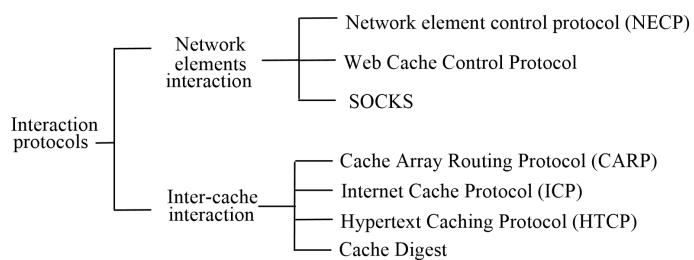 Interaction
protocols
Network
elements
interaction
Network element control protocol (NECP)
Web Cache Control Protocol
SOCKS
Inter-cache
interaction
Cache Array Routing Protocol (CARP)
Internet Cache Protocol (ICP)
Hypertext Caching Protocol (HTCP)
Cache Digest